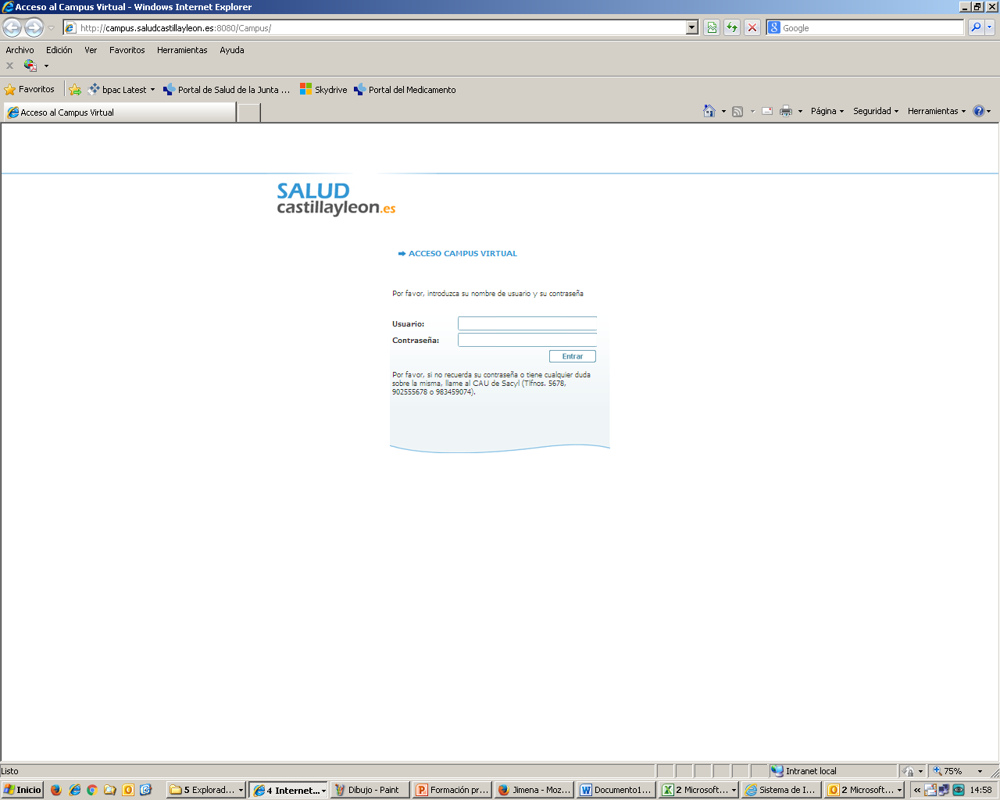 Acceso al Campus Virtual - Windows Internet Explorer
http://campus.saludcastillayleon.es:8080/Campus/
Google
Archivo Edición Ver Favoritos Herramientas Ayuda
Favoritos bpac Latest Portal de Salud de la Junta ... Skydrive Portal del Medicamento
Acceso al Campus Virtual
Página Seguridad Herramientas
SALUD
castillayleon.es
ACCESO CAMPUS VIRTUAL
Por favor, introduzca su nombre de usuario y su contraseña
Usuario:
Contraseña:
Entrar
Por favor, si no recuerda su contraseña o tiene cualquier duda
sobre la misma, llame al CAU de Sacyl (Tlfnos. 5678,
902555678 o 983459074).
Listo
Intranet local
75%
Inicio
5 Explorad...
4 Internet...
Dibujo - Paint
Formación pr...
Jimena - Moz...
Documento1...
2 Microsoft...
Sistema de I...
2 Microsoft...
14:58